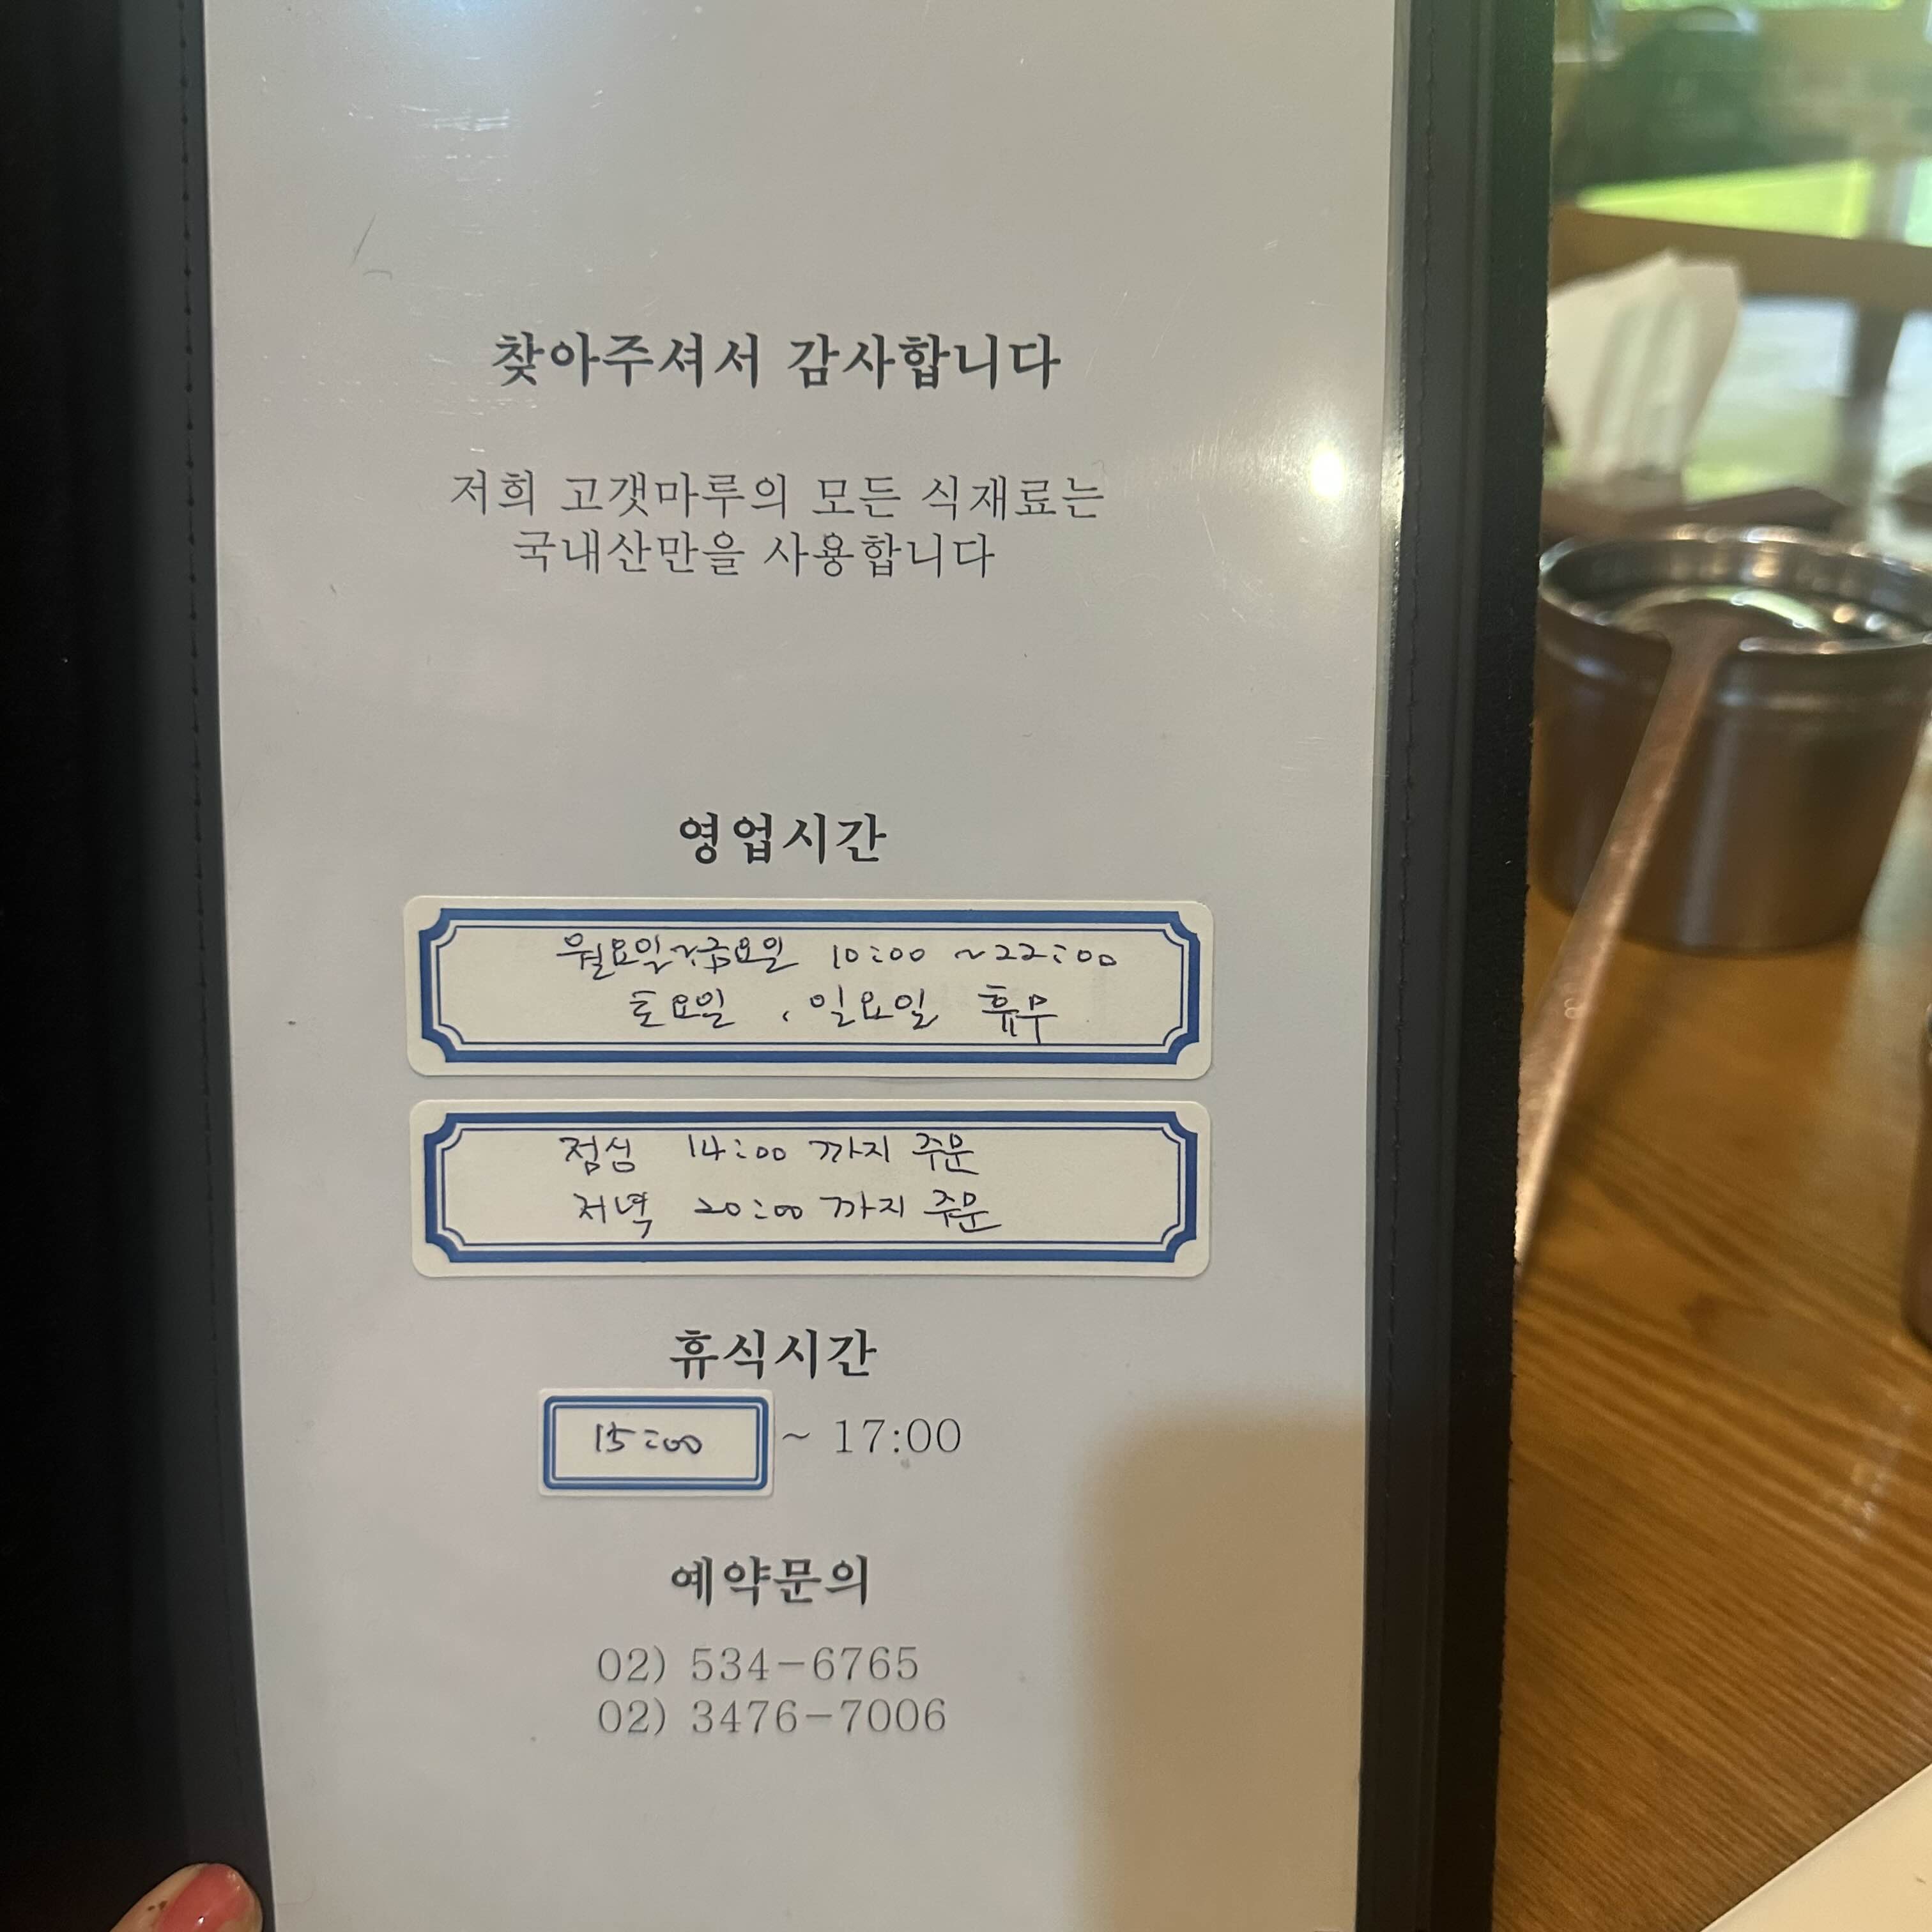 찾아주셔서 감사합니다
저희 고갯마루의 모든 식재료는
국내산만을 사용합니다
영업시간
월요일~금요일 10:00 ~22:00
토요일 , 일요일 휴무
점심 14:00 까지 주문
저녁 20:00 까지 주문
휴식시간
15:00 ~ 17:00
예약문의
02) 534-6765
02) 3476-7006